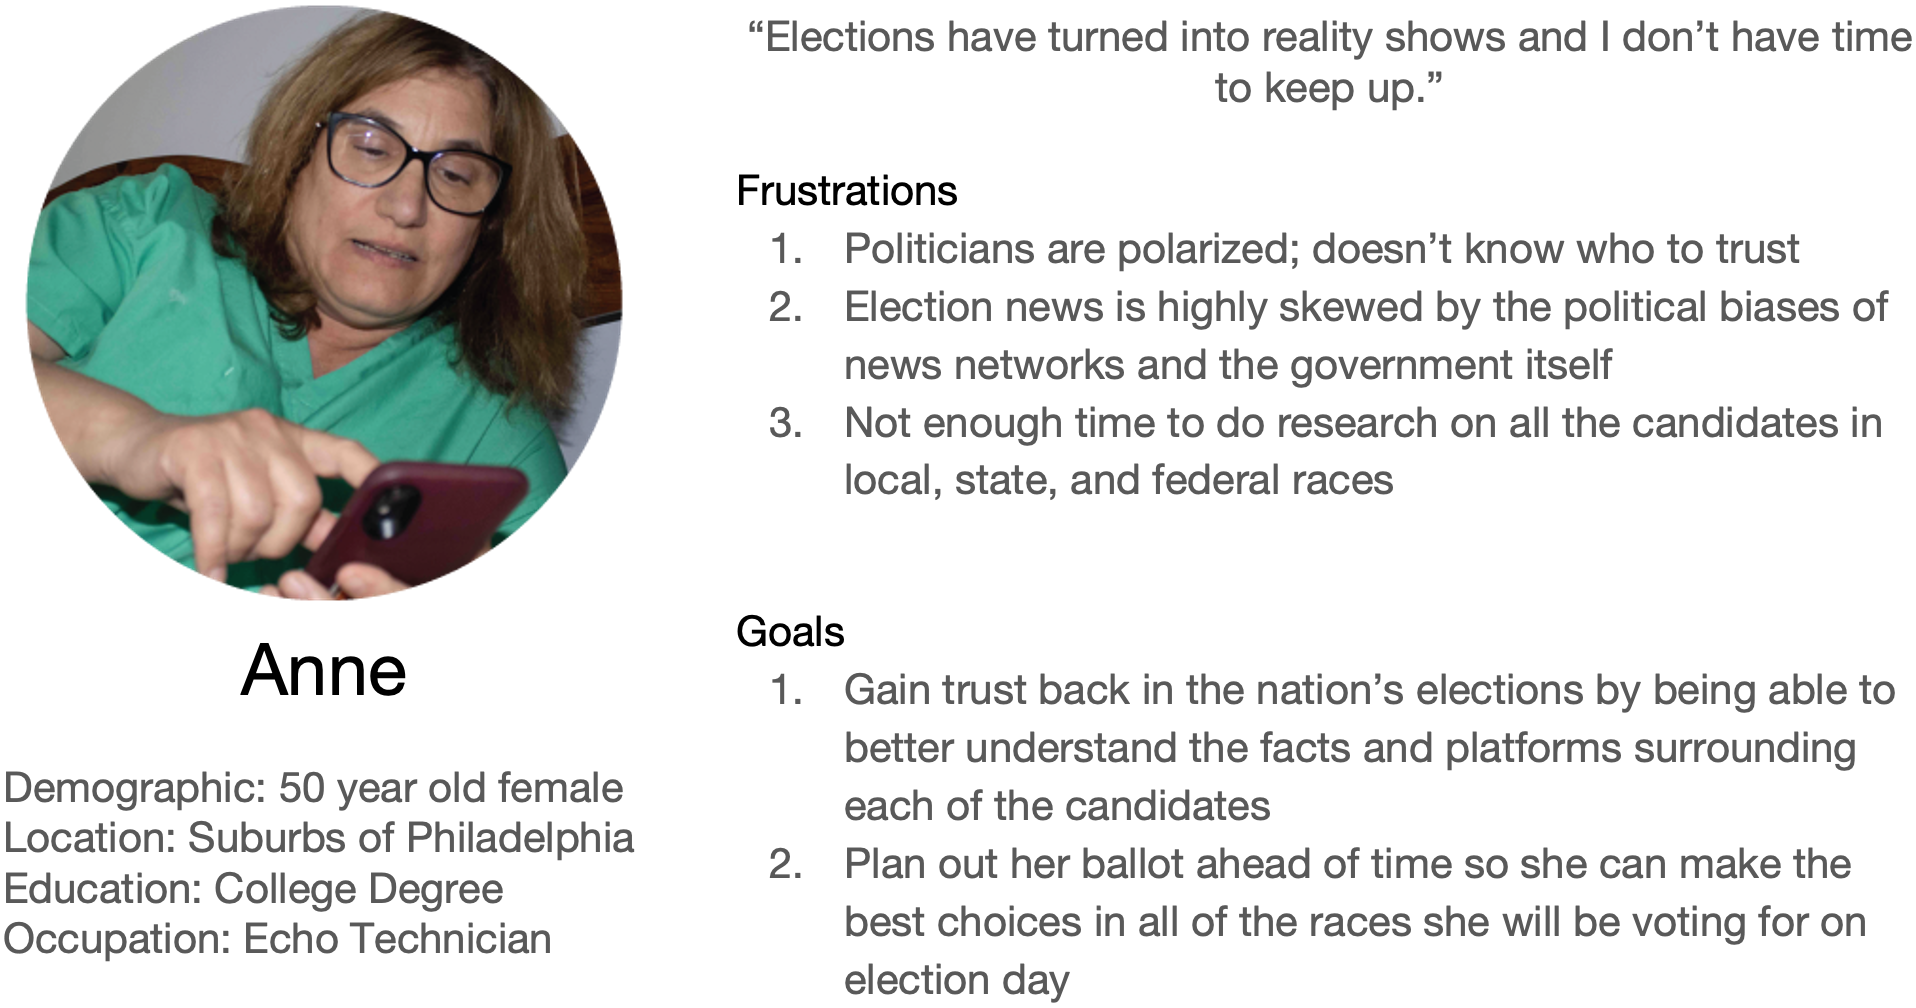 “Elections have turned into reality shows and I don’t have time
to keep up.”
Frustrations
1. Politicians are polarized; doesn’t know who to trust
2. Election news is highly skewed by the political biases of
news networks and the government itself
3. Not enough time to do research on all the candidates in
local, state, and federal races
Goals
1. Gain trust back in the nation’s elections by being able to
better understand the facts and platforms surrounding
each of the candidates
2. Plan out her ballot ahead of time so she can make the
best choices in all of the races she will be voting for on
election day
Anne
Demographic: 50 year old female
Location: Suburbs of Philadelphia
Education: College Degree
Occupation: Echo Technician